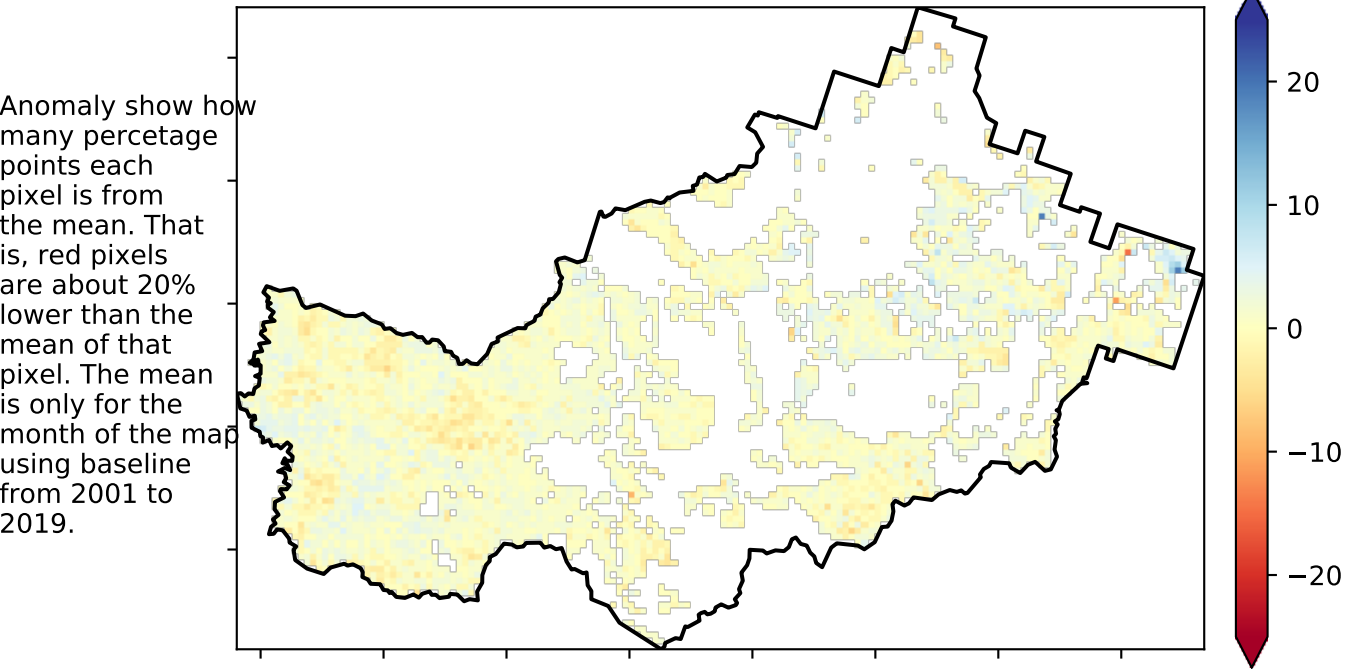 Anomaly show how
many percetage
points each
pixel is from
the mean. That
is, red pixels
are about 20%
lower than the
mean of that
pixel. The mean
is only for the
month of the map
using baseline
from 2001 to
2019.
20
10
0
−10
−20